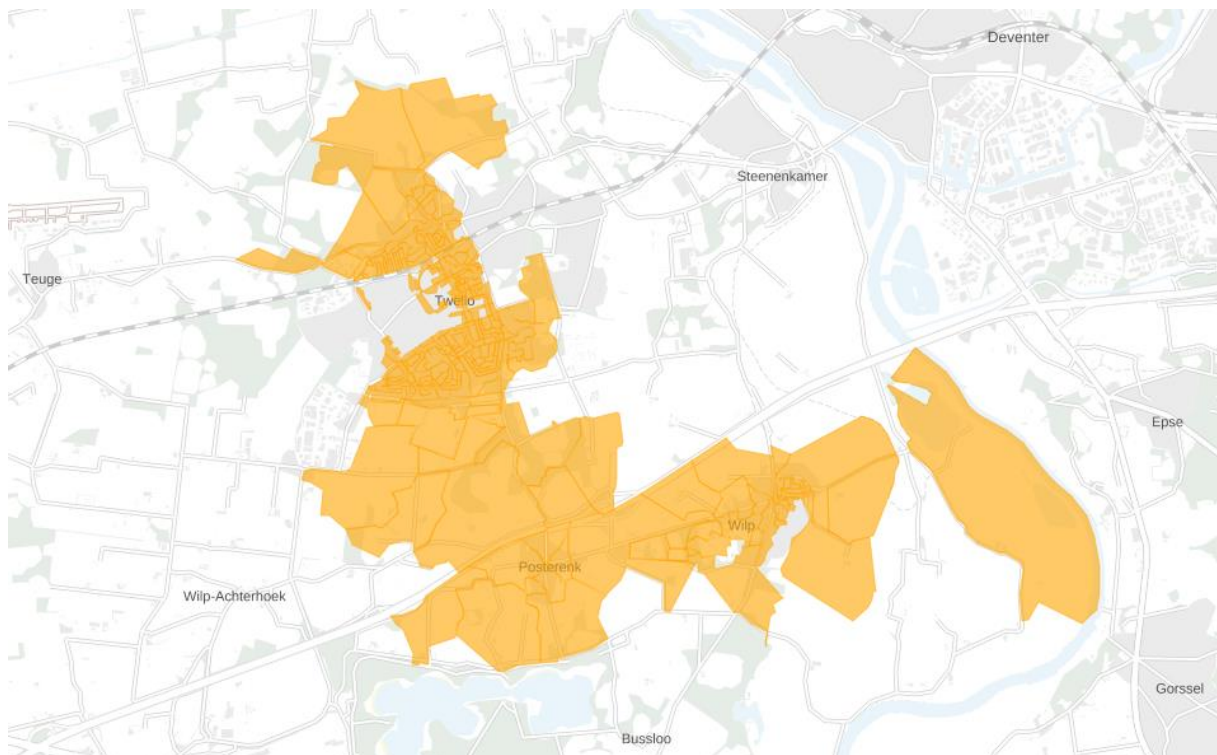 Deventer
Steenenkamer
Teuge
Twello
Epse
Wilp
Posterenk
Wilp-Achterhoek
Gorssel
Bussloo